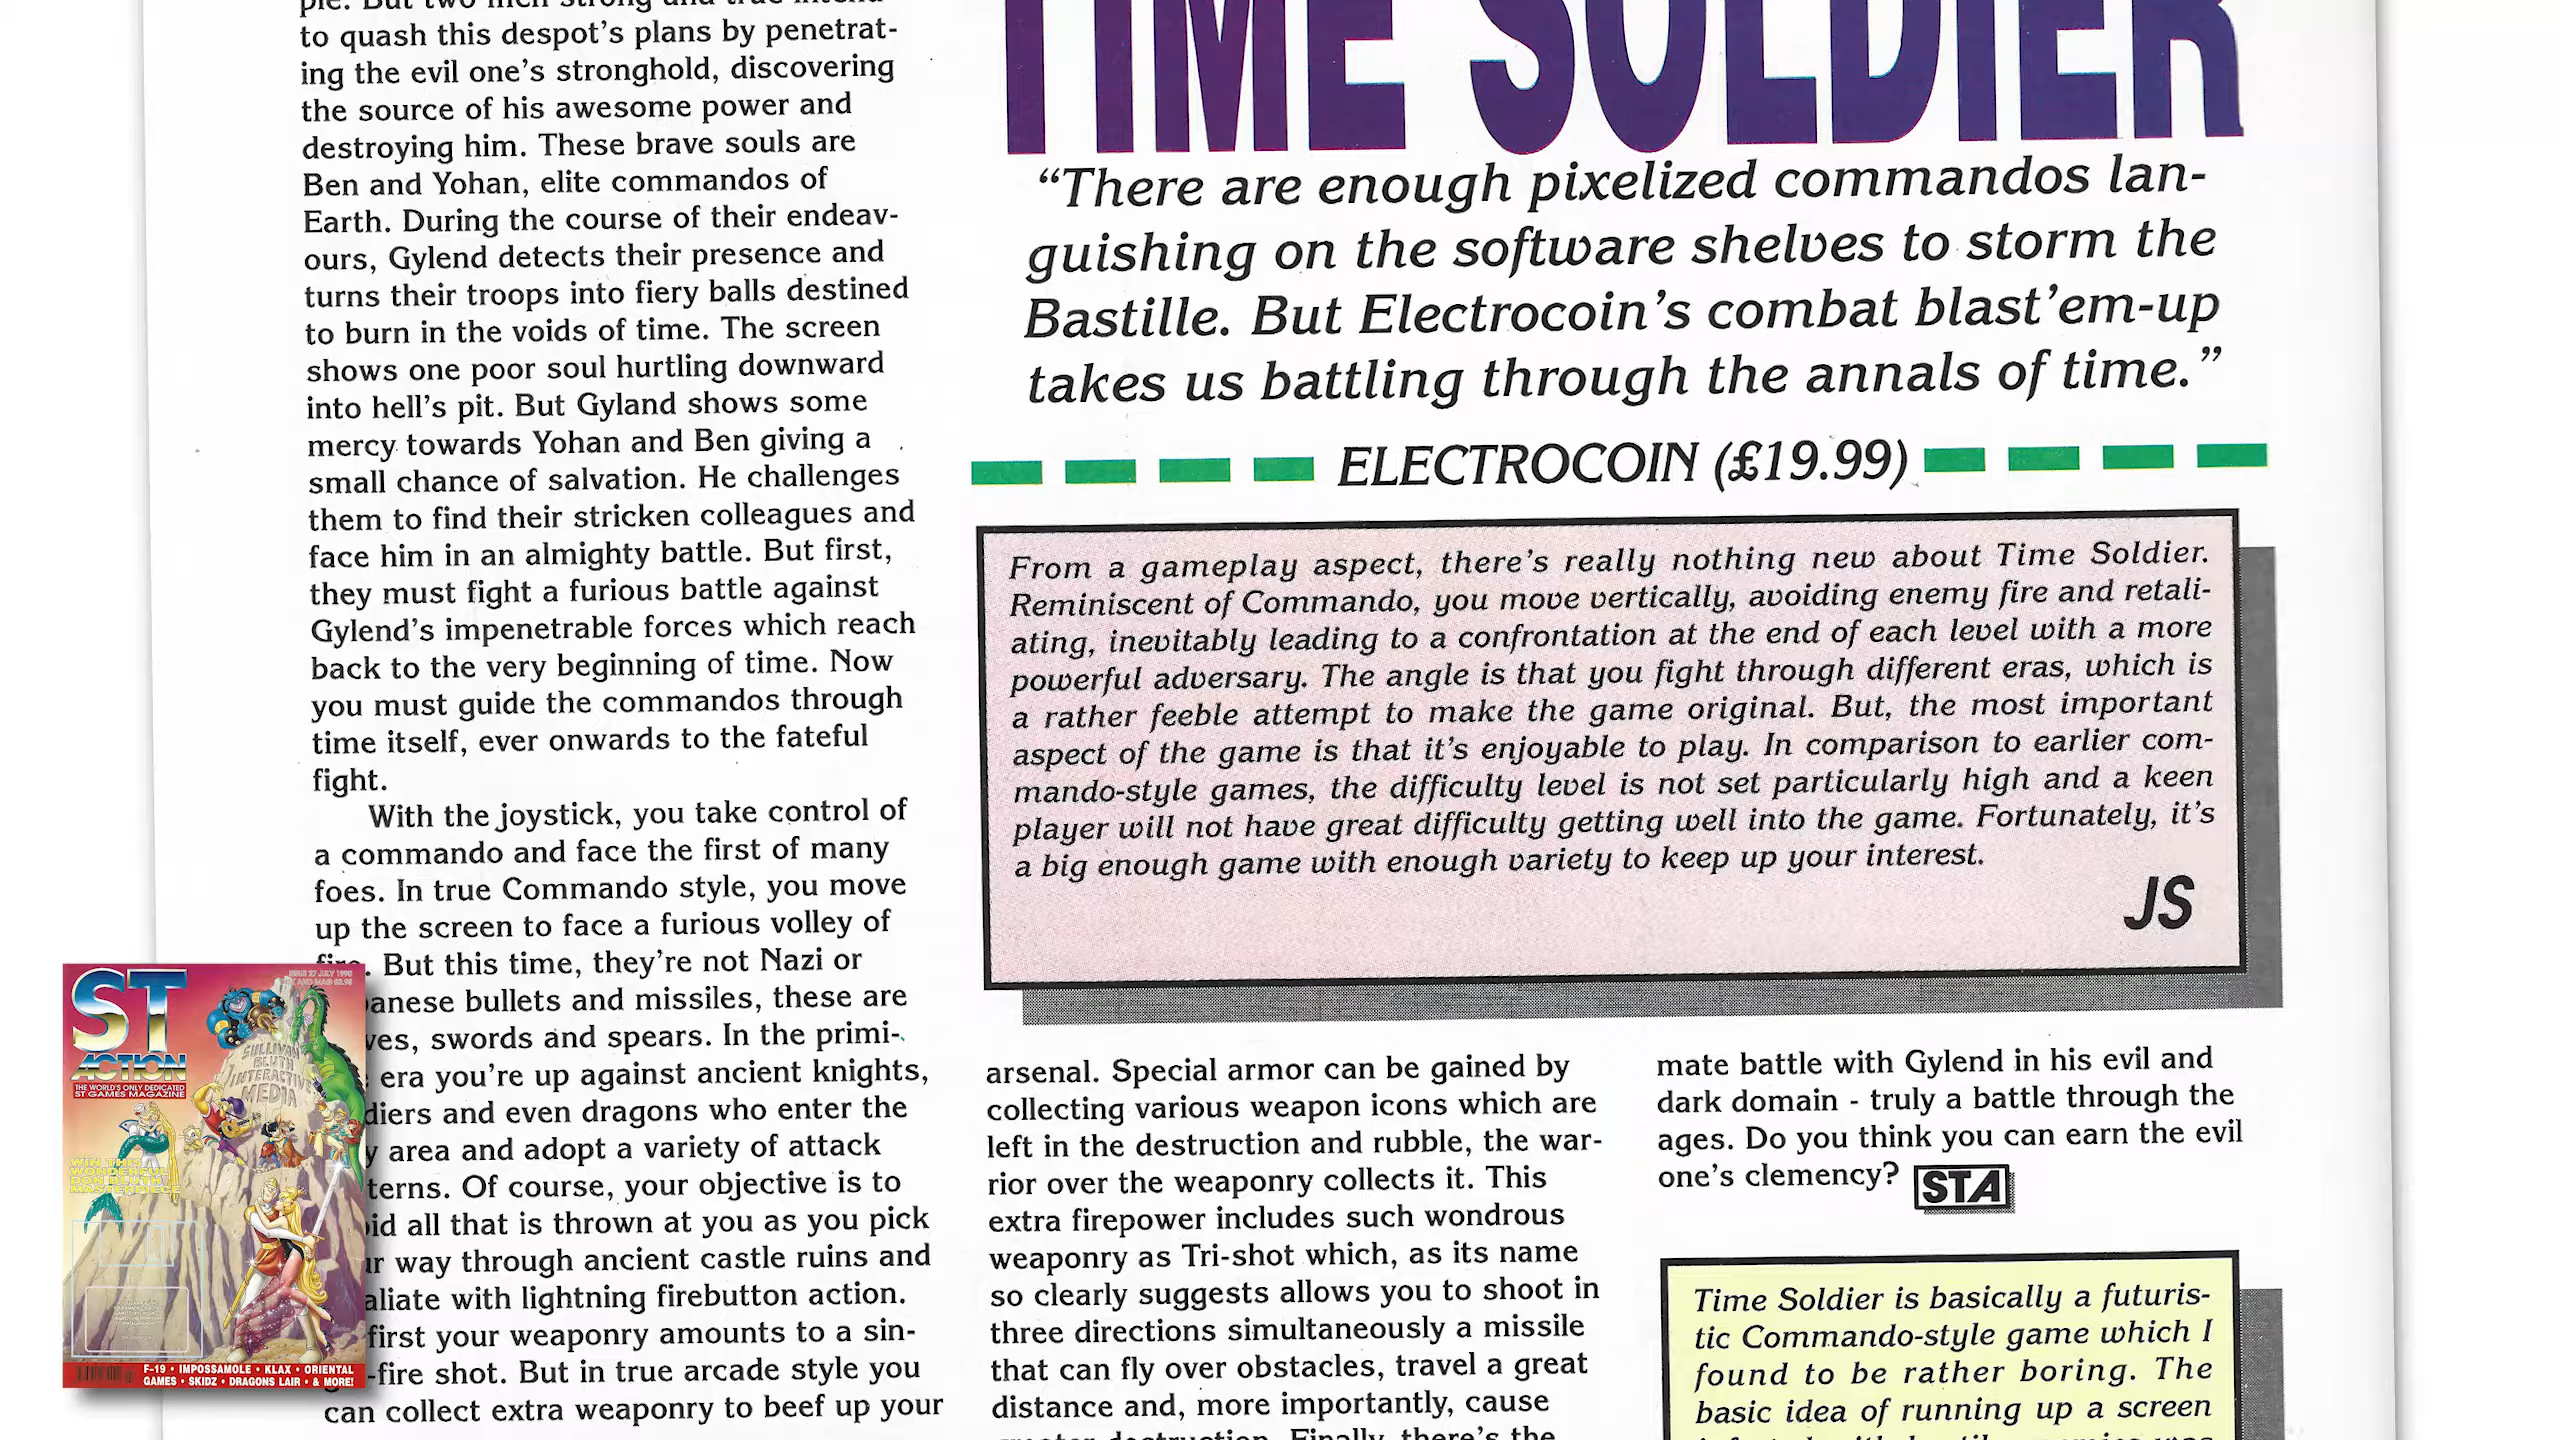 to quash this despot's plans by penetrat-
ing the evil one's stronghold, discovering
the source of his awesome power and
destroying him. These brave souls are
Ben and Yohan, elite commandos of
Earth. During the course of their endeav-
ours, Gylend detects their presence and
turns their troops into fiery balls destined
to burn in the voids of time. The screen
shows one poor soul hurtling downward
into hell's pit. But Gyland shows some
mercy towards Yohan and Ben giving a
small chance of salvation. He challenges
them to find their stricken colleagues and
face him in an almighty battle. But first,
they must fight a furious battle against
Gylend's impenetrable forces which reach
back to the very beginning of time. Now
you must guide the commandos through
time itself, ever onwards to the fateful
fight.
With the joystick, you take control of
a commando and face the first of many
foes. In true Commando style, you move
up the screen to face a furious volley of
But this time, they're not Nazi or
bullets and missiles, these are
swords and spears. In the primi-
era you're up against ancient knights,
and even dragons who enter the
area and adopt a variety of attack
Of course, your objective is to
all that is thrown at you as you pick
way through ancient castle ruins and
with lightning firebutton action.
first your weaponry amounts to a sin-
-fire shot. But in true arcade style you
can collect extra weaponry to beef up your
TIME SOLDIER
“There are enough pixelized commandos lan-
guishing on the software shelves to storm the
Bastille. But Electrocoin's combat blast'em-up
takes us battling through the annals of time.”
ELECTROCOIN (£19.99)
From a gameplay aspect, there's really nothing new about Time Soldier.
Reminiscent of Commando, you move vertically, avoiding enemy fire and retali-
ating, inevitably leading to a confrontation at the end of each level with a more
powerful adversary. The angle is that you fight through different eras, which is
a rather feeble attempt to make the game original. But, the most important
aspect of the game is that it's enjoyable to play. In comparison to earlier com-
mando-style games, the difficulty level is not set particularly high and a keen
player will not have great difficulty getting well into the game. Fortunately, it's
a big enough game with enough variety to keep up your interest.
JS
arsenal. Special armor can be gained by
collecting various weapon icons which are
left in the destruction and rubble, the war-
rior over the weaponry collects it. This
extra firepower includes such wondrous
weaponry as Tri-shot which, as its name
so clearly suggests allows you to shoot in
three directions simultaneously a missile
that can fly over obstacles, travel a great
distance and, more importantly, cause
mate battle with Gylend in his evil and
dark domain - truly a battle through the
ages. Do you think you can earn the evil
one's clemency? STA
Time Soldier is basically a futuris-
tic Commando-style game which I
found to be rather boring. The
basic idea of running up a screen
ST
ACTION
THE WORLD'S ONLY DEDICATED
ST GAMES MAGAZINE
ISSUE 27 JULY 1990
SULLIVAN
BLUTH
INTERACTIVE
MEDIA
WIN THIS
WONDERFUL
DON BLUTH
MASTERPIECE
F-19 • IMPOSSAMOLE • KLAX • ORIENTAL
GAMES • SKIDZ • DRAGONS LAIR • & MORE!